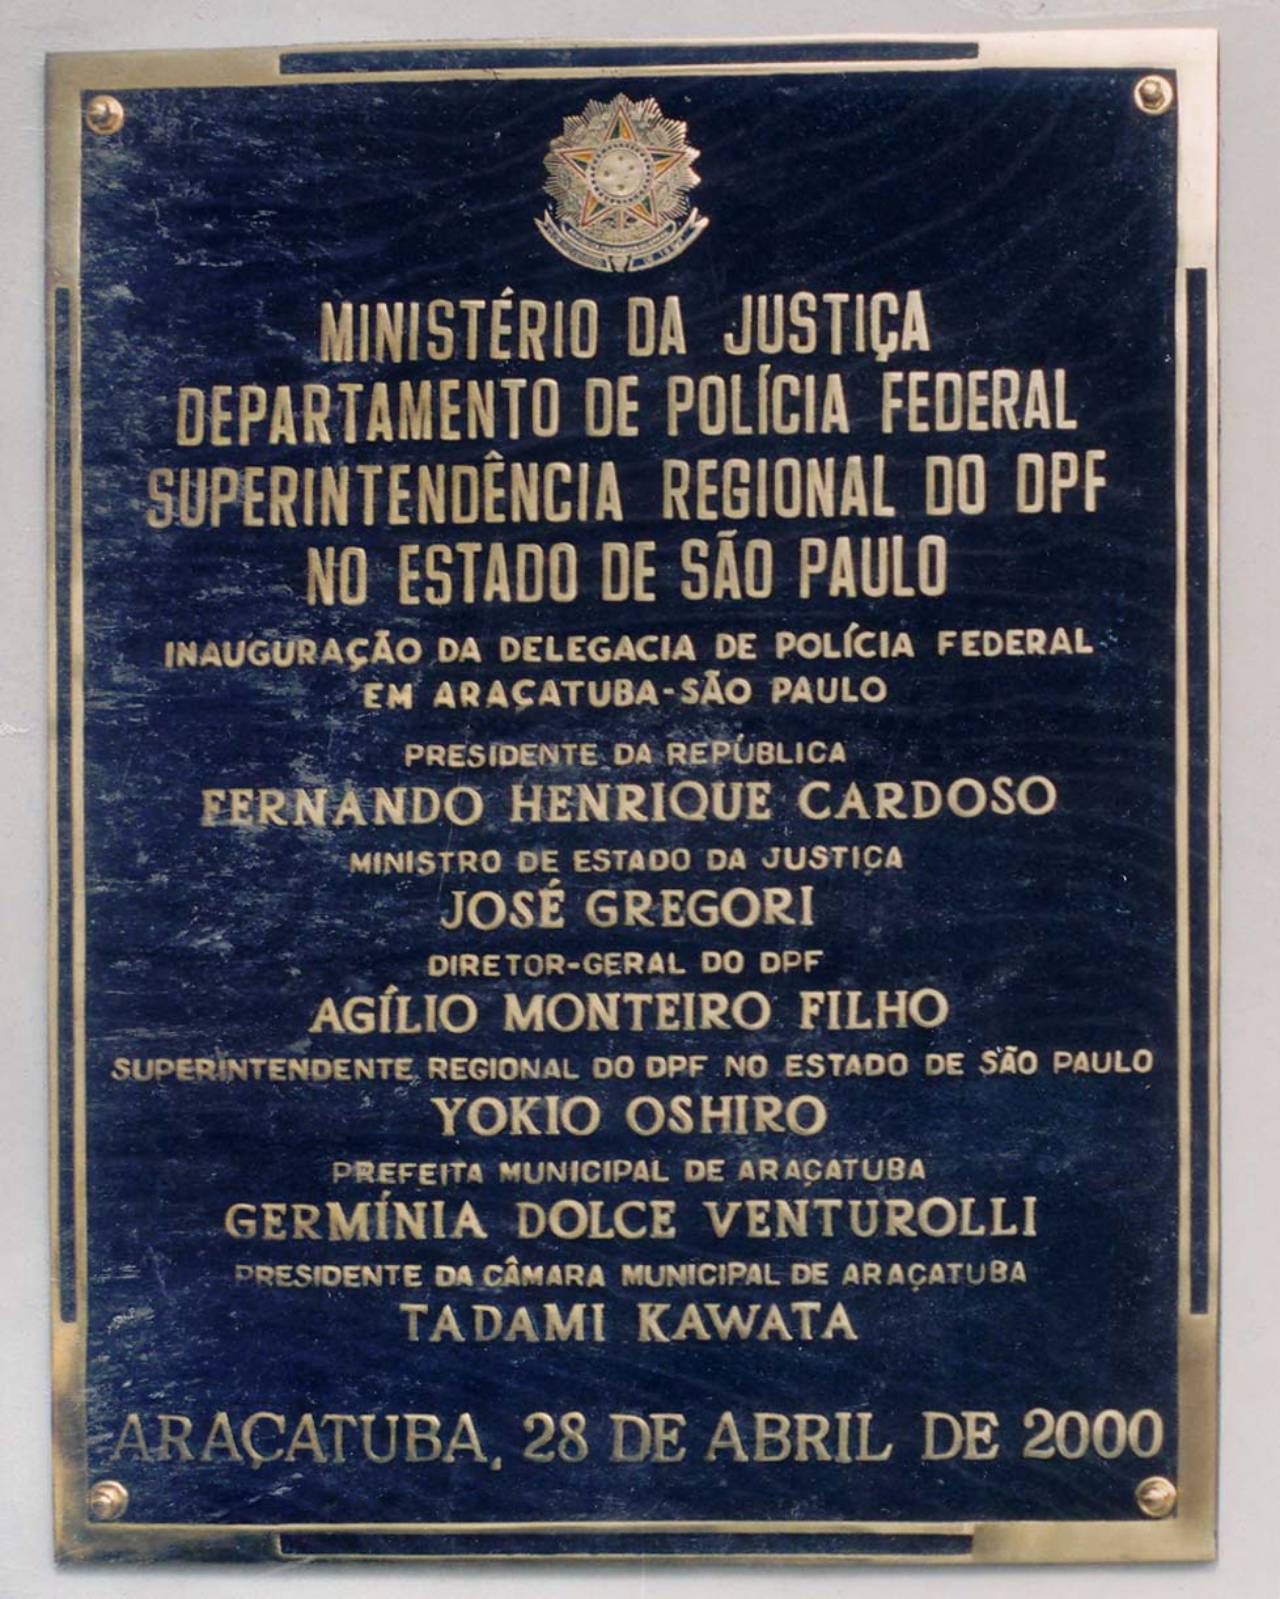 MINISTÉRIO DA JUSTIÇA
DEPARTAMENTO DE POLÍCIA FEDERAL
SUPERINTENDÊNCIA REGIONAL DO DPF
NO ESTADO DE SÃO PAULO
INAUGURAÇÃO DA DELEGACIA DE POLÍCIA FEDERAL
EM ARAÇATUBA-SÃO PAULO
PRESIDENTE DA REPÚBLICA
FERNANDO HENRIQUE CARDOSO
MINISTRO DE ESTADO DA JUSTIÇA
JOSÉ GREGORI
DIRETOR-GERAL DO DPF
AGÍLIO MONTEIRO FILHO
SUPERINTENDENTE REGIONAL DO DPF NO ESTADO DE SÃO PAULO
YOKIO OSHIRO
PREFEITA MUNICIPAL DE ARAÇATUBA
GERMÍNIA DOLCE VENTUROLLI
PRESIDENTE DA CÂMARA MUNICIPAL DE ARAÇATUBA
TADAMI KAWATA
ARAÇATUBA, 28 DE ABRIL DE 2000